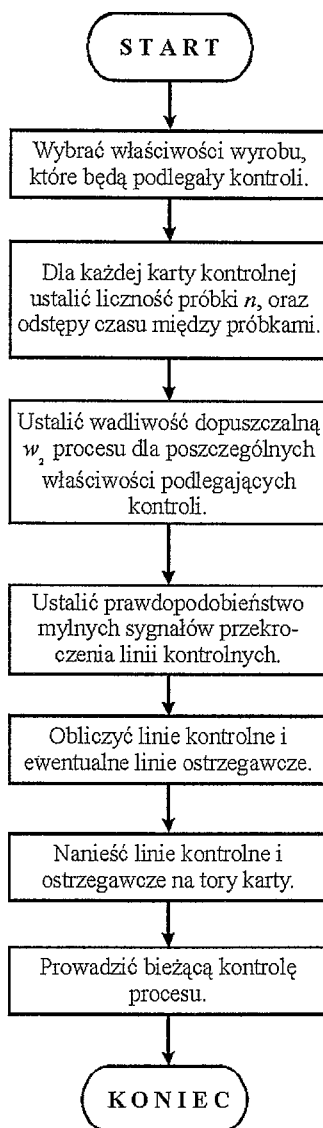 START
Wybrać właściwości wyrobu,
które będą podlegały kontroli.
Dla każdej karty kontrolnej
ustalić liczność próbki n, oraz
odstępy czasu między próbkami.
Ustalić wadliwość dopuszczalną
w₂ procesu dla poszczególnych
właściwości podlegających
kontroli.
Ustalić prawdopodobieństwo
mylnych sygnałów przekro-
czenia linii kontrolnych.
Obliczyć linie kontrolne i
ewentualne linie ostrzegawcze.
Nanieść linie kontrolne i
ostrzegawcze na tory karty.
Prowadzić bieżącą kontrolę
procesu.
KONIEC